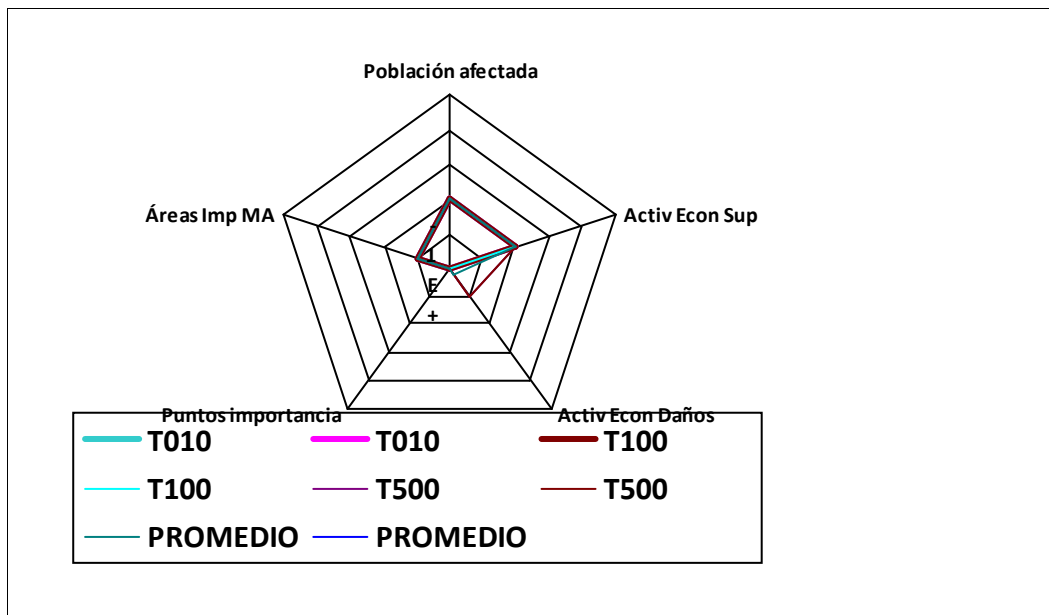 Población afectada
Áreas Imp MA
Activ Econ Sup
-
1
E
+
Puntos importancia
Activ Econ Daños
T010 T010 T100
T100 T500 T500
PROMEDIO PROMEDIO